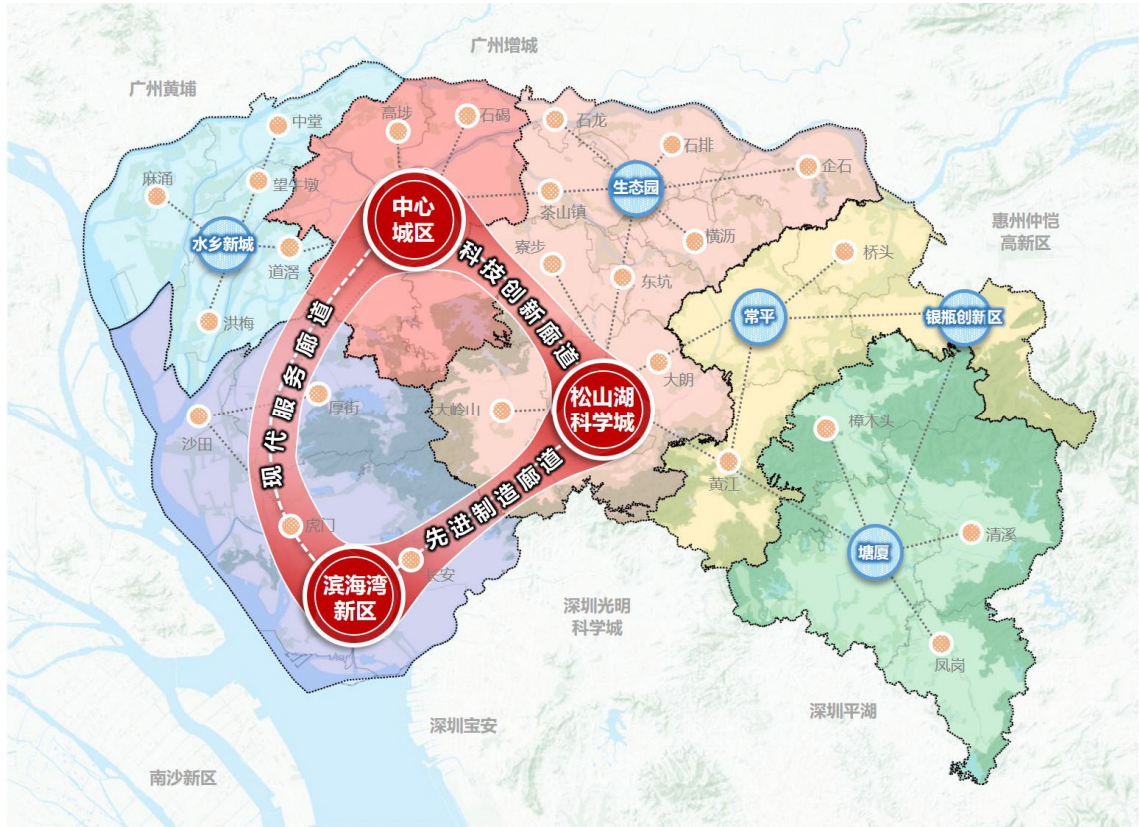 广州增城
广州黄埔
中堂
高埗
石碣
石龙
石排
企石
麻涌
望牛墩
中心
城区
茶山镇
生态园
惠州仲恺
高新区
水乡新城
道滘
寮步
横沥
桥头
科技创新廊道
东坑
洪梅
常平
银瓶创新区
现代服务廊道
大朗
厚街
大岭山
松山湖
科学城
沙田
樟木头
黄江
先进制造廊道
虎门
清溪
塘厦
长安
滨海湾
新区
深圳光明
科学城
凤岗
深圳宝安
深圳平湖
南沙新区